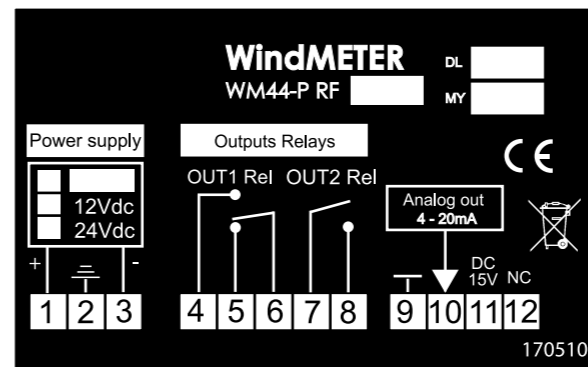 WindMETER
WM44-P RF
DL
MY
Power supply
Outputs Relays
12Vdc
24Vdc
+ -
OUT1 Rel OUT2 Rel
Analog out
4 - 20mA
DC
15V NC
1 2 3 4 5 6 7 8 9 10 11 12
CE
170510